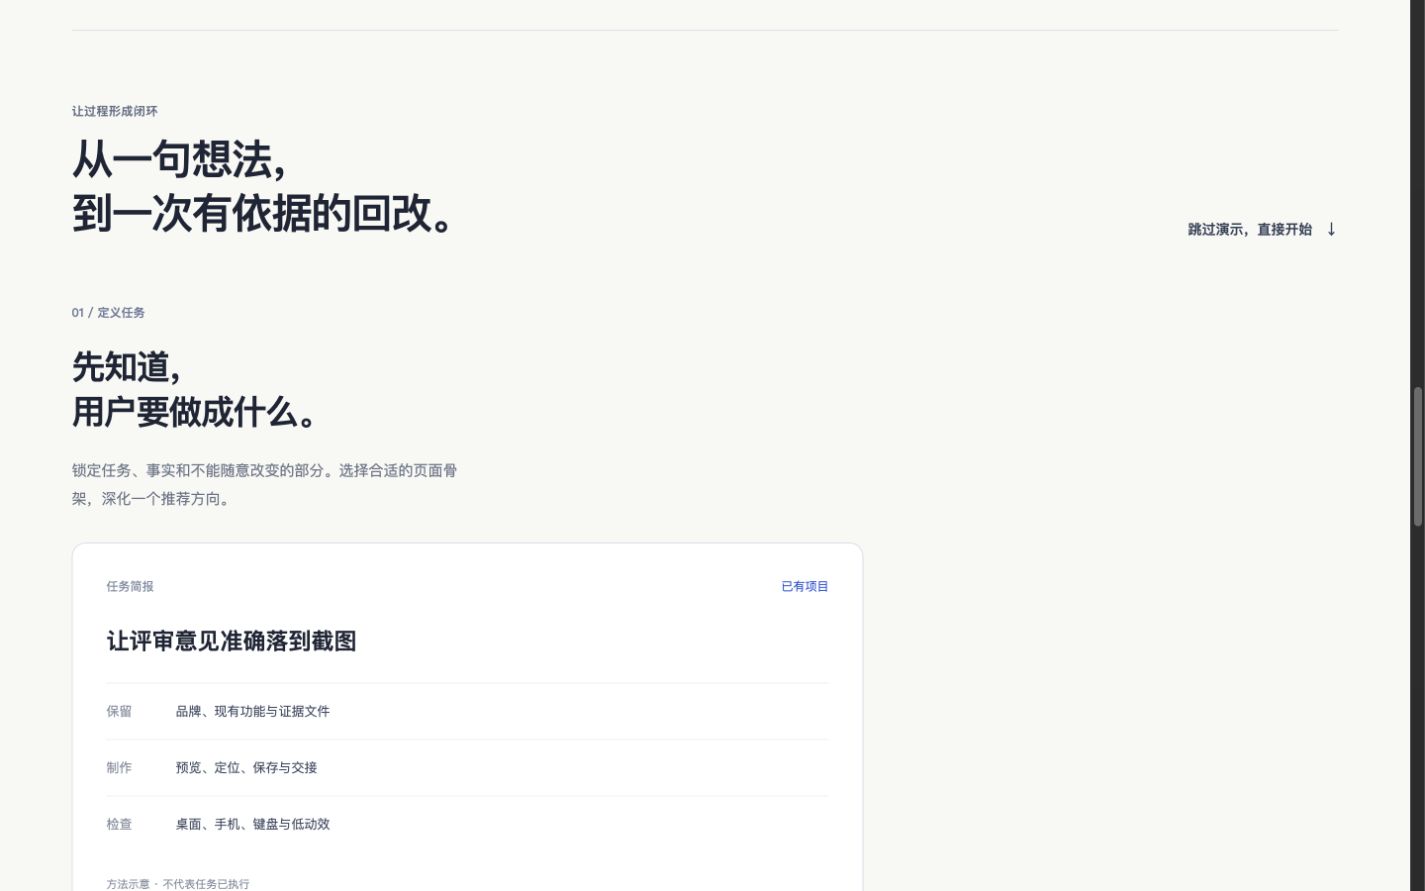 让过程形成闭环
从一句想法，
到一次有依据的回改。
跳过演示，直接开始 ↓
01 / 定义任务
先知道，
用户要做成什么。
锁定任务、事实和不能随意改变的部分。选择合适的页面骨
架，深化一个推荐方向。
任务简报 已有项目
让评审意见准确落到截图
保留 品牌、现有功能与证据文件
制作 预览、定位、保存与交接
检查 桌面、手机、键盘与低动效
方法示意 · 不代表任务已执行